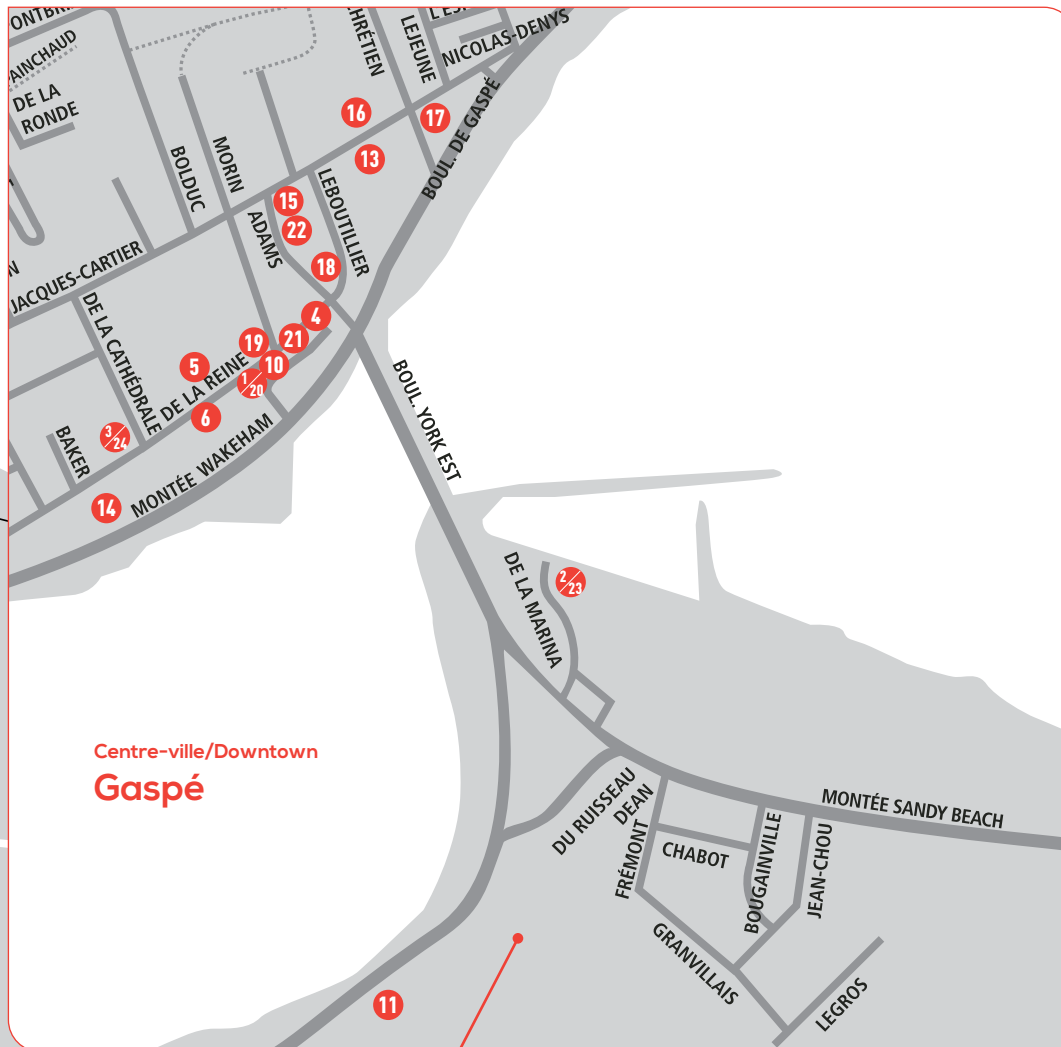 HRÉTIEN
LEJEUNE
NICOLAS-DENYS
AINCHAUD
DE LA
RONDE
16
17
13
BOUL. DE GASPÉ
BOLDUC
MORIN
ADAMS
15
22
18
LEBOUTILLIER
JACQUES-CARTIER
DE LA CATHÉDRALE
4
21
19
10
5
1/20
DE LA REINE
6
3/24
BAKER
14
MONTÉE WAKEHAM
BOUL. YORK EST
2/23
DE LA MARINA
Centre-ville/Downtown
Gaspé
DU RUISSEAU
DEAN
MONTÉE SANDY BEACH
FRÉMONT
CHABOT
BOUGAINVILLE
JEAN-CHOU
GRANVILLAIS
LEGROS
11